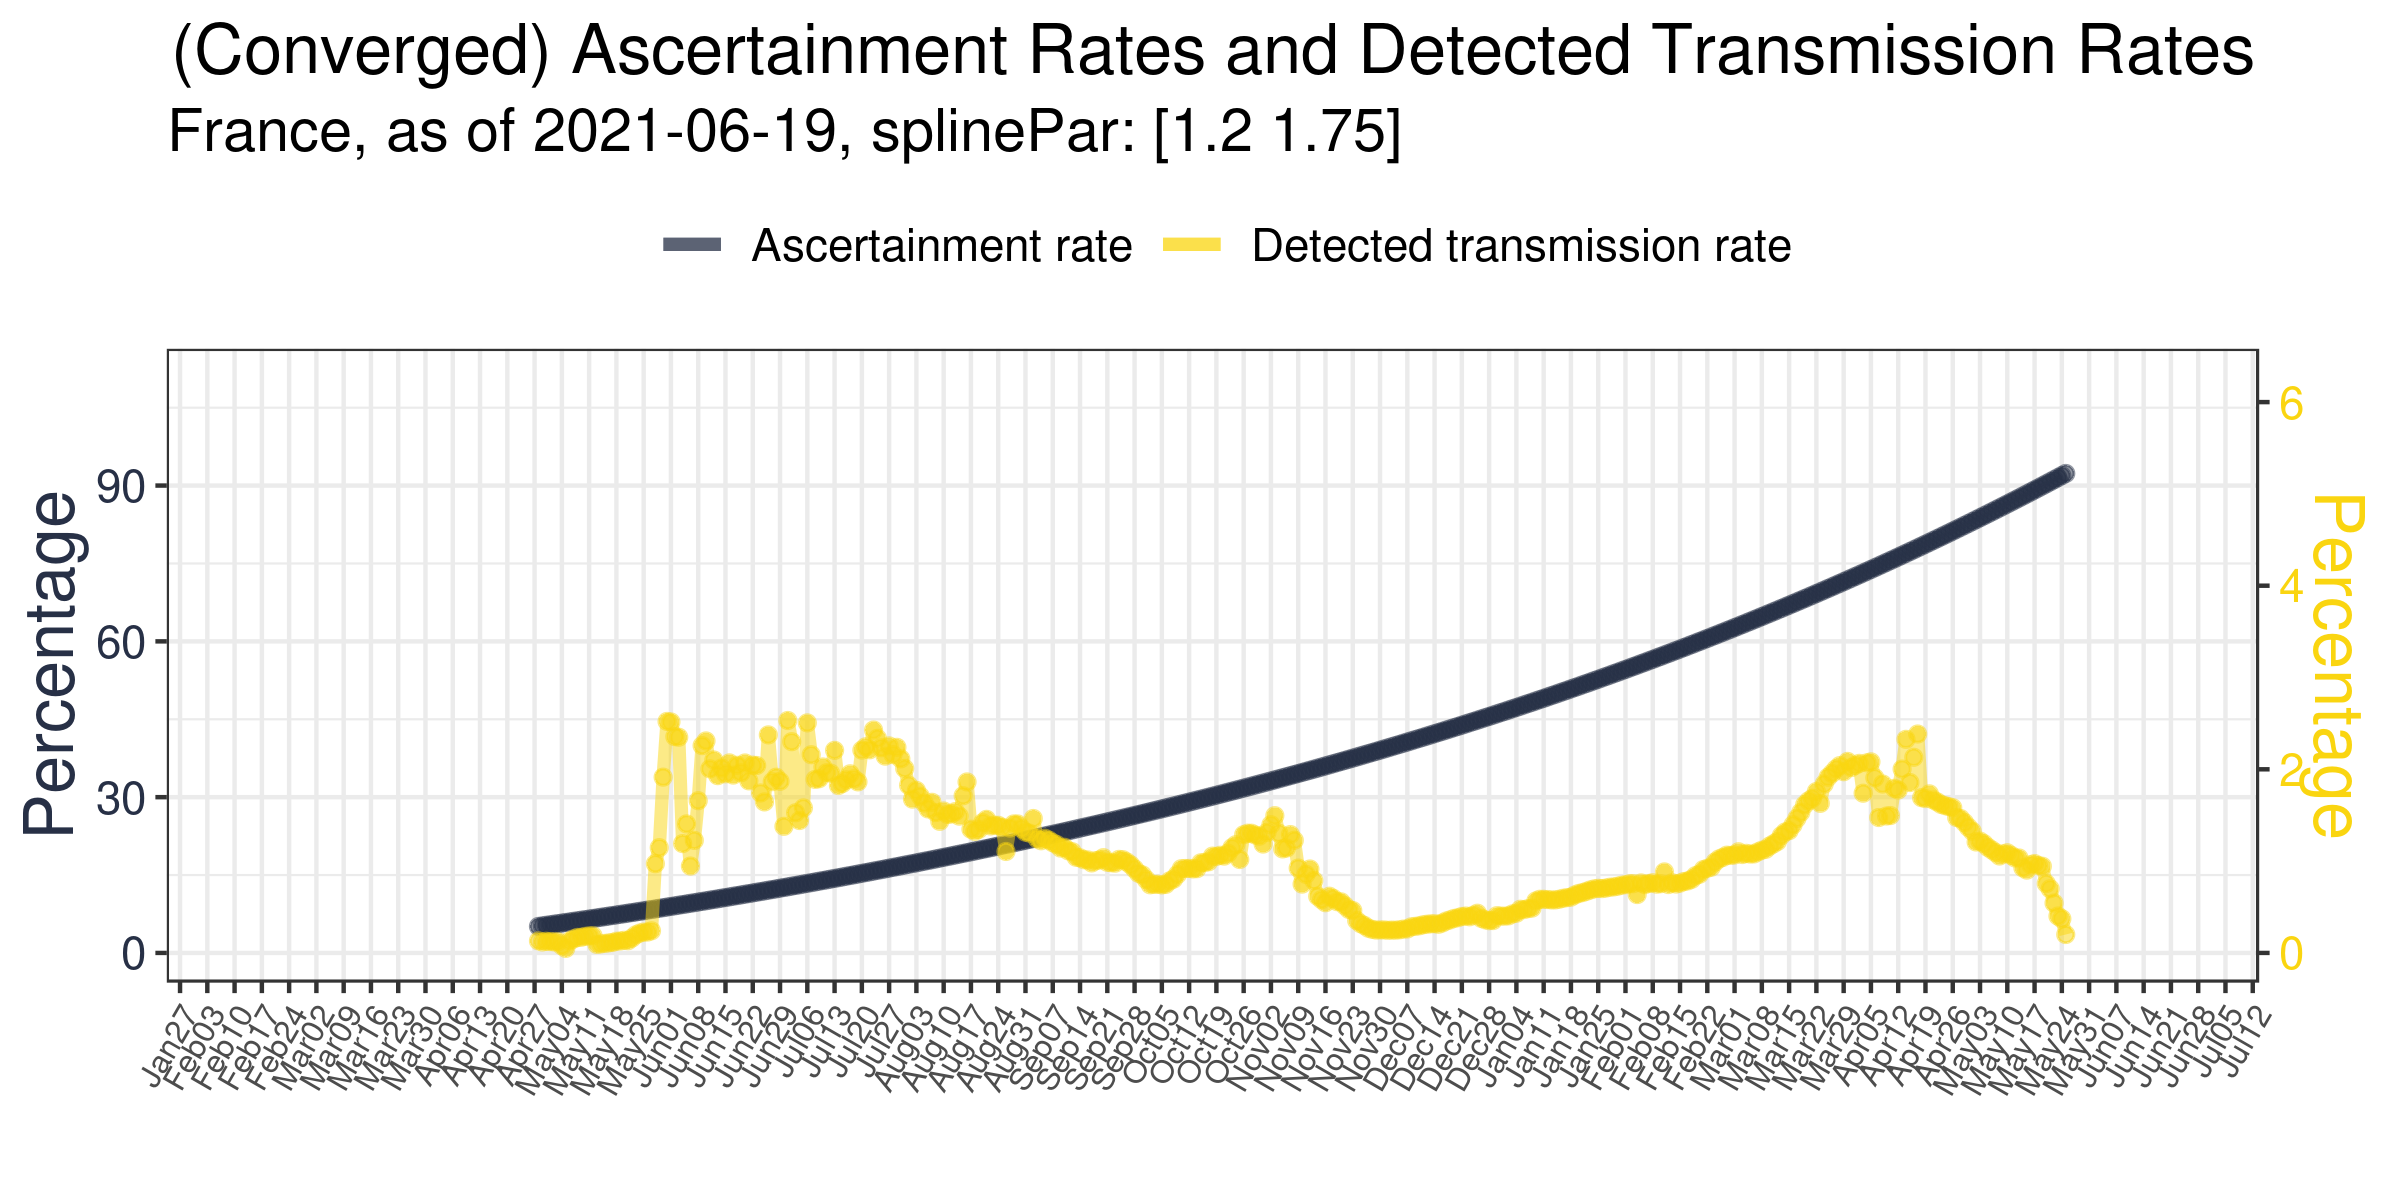 (Converged) Ascertainment Rates and Detected Transmission Rates
France, as of 2021-06-19, splinePar: [1.2 1.75]
Ascertainment rate
Detected transmission rate
Percentage
90
60
30
0
6
4
2
0
Percentage
Jan27
Feb03
Feb10
Feb17
Feb24
Mar02
Mar09
Mar16
Mar23
Mar30
Apr06
Apr13
Apr20
Apr27
May04
May11
May18
May25
Jun01
Jun08
Jun15
Jun22
Jun29
Jul06
Jul13
Jul20
Jul27
Aug03
Aug10
Aug17
Aug24
Aug31
Sep07
Sep14
Sep21
Sep28
Oct05
Oct12
Oct19
Oct26
Nov02
Nov09
Nov16
Nov23
Nov30
Dec07
Dec14
Dec21
Dec28
Jan04
Jan11
Jan18
Jan25
Feb01
Feb08
Feb15
Feb22
Mar01
Mar08
Mar15
Mar22
Mar29
Apr05
Apr12
Apr19
Apr26
May03
May10
May17
May24
May31
Jun07
Jun14
Jun21
Jun28
Jul05
Jul12